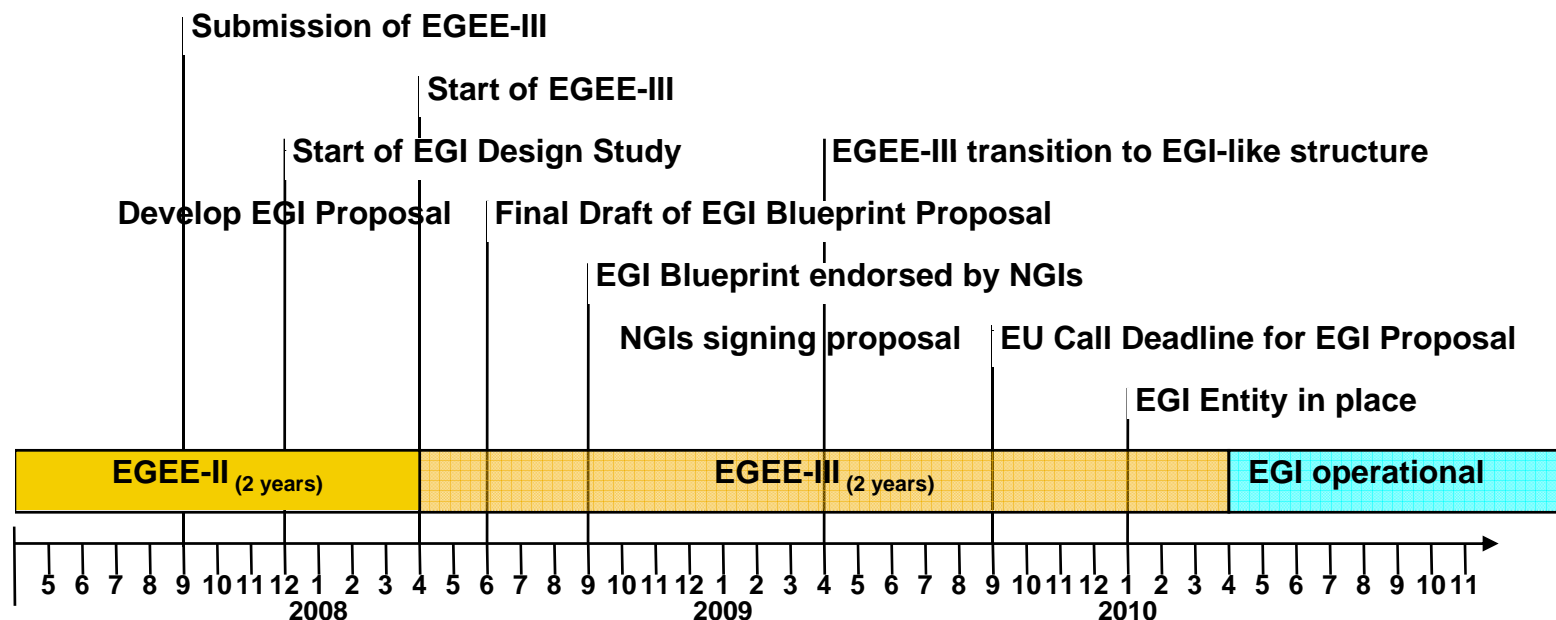 Submission of EGEE-III
Start of EGEE-III
Start of EGI Design Study
EGEE-III transition to EGI-like structure
Develop EGI Proposal
Final Draft of EGI Blueprint Proposal
EGI Blueprint endorsed by NGIs
NGIs signing proposal
EU Call Deadline for EGI Proposal
EGI Entity in place
EGEE-II (2 years)
EGEE-III (2 years)
EGI operational
5 6 7 8 9 10 11 12 1 2 3 4 5 6 7 8 9 10 11 12 1 2 3 4 5 6 7 8 9 10 11 12 1 2 3 4 5 6 7 8 9 10 11
2008 2009 2010